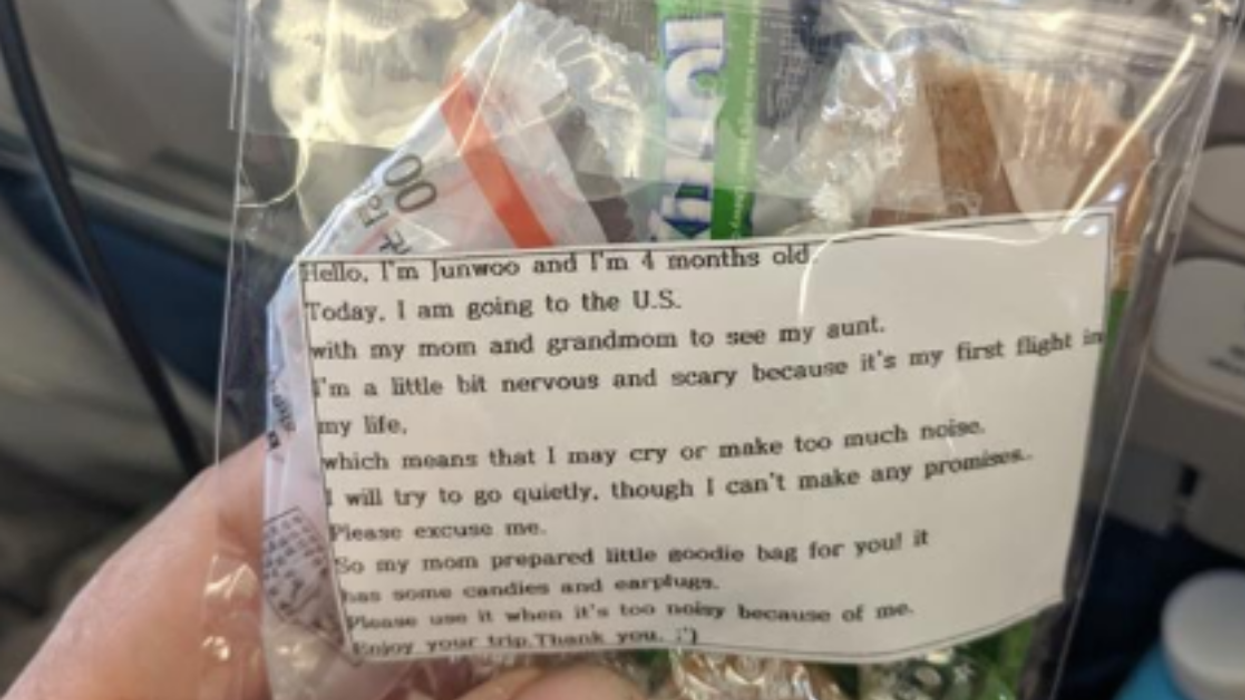 Hello, I'm Junwoo and I'm 4 months old
Today, I am going to the U.S.
with my mom and grandmom to see my aunt.
I'm a little bit nervous and scary because it's my first flight in
my life,
which means that I may cry or make too much noise.
I will try to go quietly, though I can't make any promises..
Please excuse me.
So my mom prepared little goodie bag for you! it
has some candies and earplugs.
Please use it when it's too noisy because of me.
Enjoy your trip.Thank you. :')